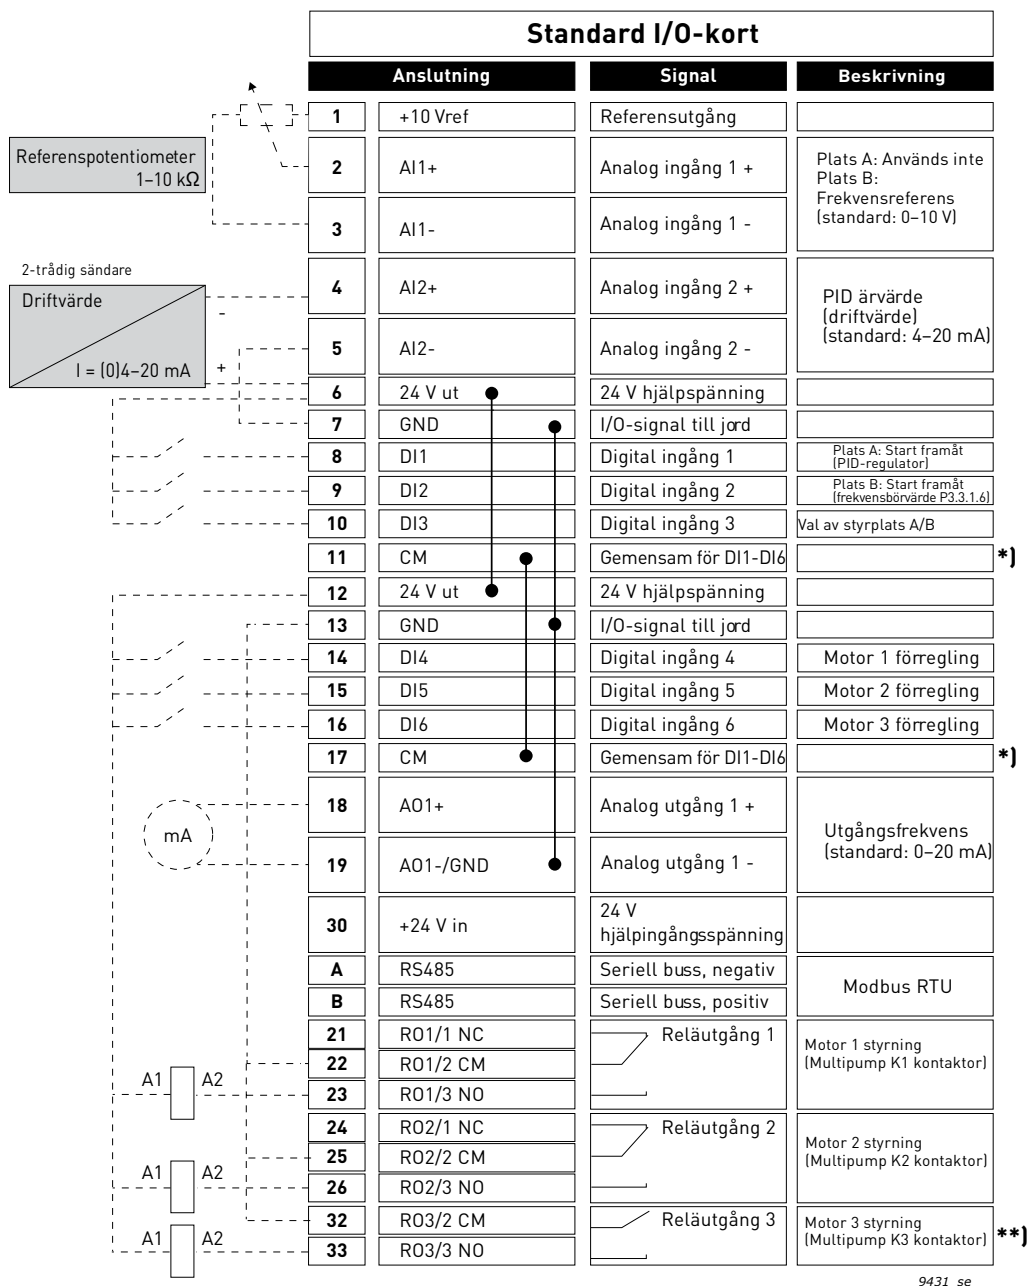 Standard I/O-kort
Anslutning Signal Beskrivning
1 +10 Vref Referensutgång
Referenspotentiometer
1–10 kΩ
2 AI1+ Analog ingång 1 +
Plats A: Används inte
Plats B:
Frekvensreferens
(standard: 0–10 V)
3 AI1- Analog ingång 1 -
2-trådig sändare
Driftvärde
-
I = (0)4–20 mA
+
4 AI2+ Analog ingång 2 +
PID ärvärde
(driftvärde)
(standard: 4–20 mA)
5 AI2- Analog ingång 2 -
6 24 V ut 24 V hjälpspänning
7 GND I/O-signal till jord
8 DI1 Digital ingång 1
Plats A: Start framåt
(PID-regulator)
9 DI2 Digital ingång 2
Plats B: Start framåt
(frekvensbörvärde P3.3.1.6)
10 DI3 Digital ingång 3 Val av styrplats A/B
11 CM Gemensam för DI1-DI6 *)
12 24 V ut 24 V hjälpspänning
13 GND I/O-signal till jord
14 DI4 Digital ingång 4 Motor 1 förregling
15 DI5 Digital ingång 5 Motor 2 förregling
16 DI6 Digital ingång 6 Motor 3 förregling
17 CM Gemensam för DI1-DI6 *)
18 AO1+ Analog utgång 1 +
mA
Utgångsfrekvens
(standard: 0–20 mA)
19 AO1-/GND Analog utgång 1 -
30 +24 V in
24 V
hjälpingångsspänning
A RS485 Seriell buss, negativ
Modbus RTU
B RS485 Seriell buss, positiv
21 RO1/1 NC Reläutgång 1
Motor 1 styrning
(Multipump K1 kontaktor)
22 RO1/2 CM
A1 A2
23 RO1/3 NO
24 RO2/1 NC Reläutgång 2
Motor 2 styrning
(Multipump K2 kontaktor)
25 RO2/2 CM
A1 A2
26 RO2/3 NO
32 RO3/2 CM Reläutgång 3
Motor 3 styrning
(Multipump K3 kontaktor)
**)
A1 A2
33 RO3/3 NO
9431_se